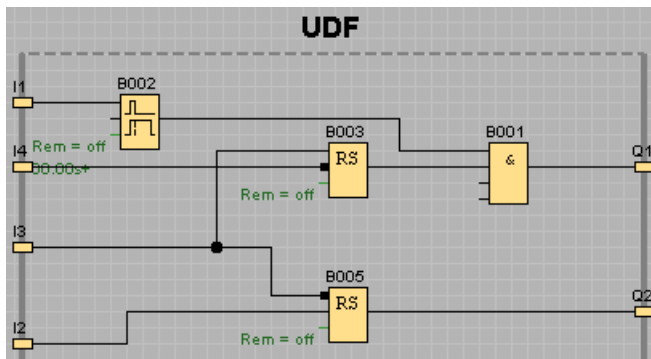 UDF
I1
B002
Rem = off
00.00s+
I4
B003
RS
Rem = off
B001
&
Q1
I3
B005
RS
Rem = off
Q2
I2